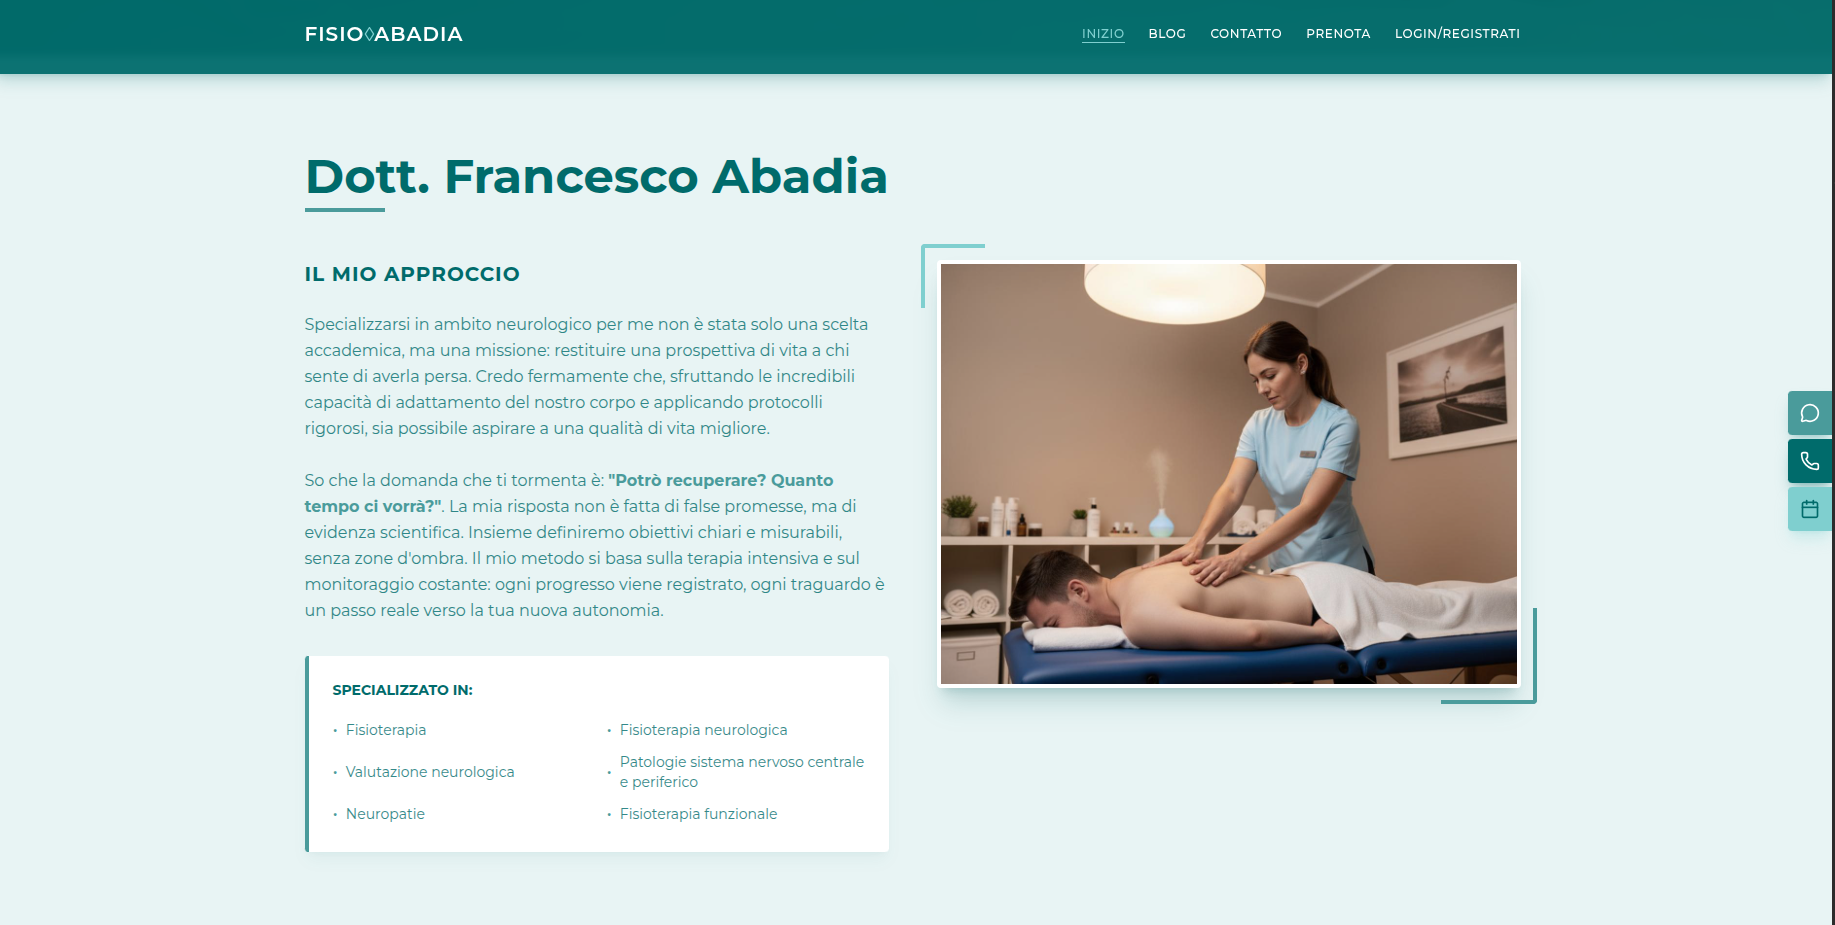 FISIO◊ABADIA
INIZIO BLOG CONTATTO PRENOTA LOGIN/REGISTRATI
Dott. Francesco Abadia
IL MIO APPROCCIO
Specializzarsi in ambito neurologico per me non è stata solo una scelta
accademica, ma una missione: restituire una prospettiva di vita a chi
sente di averla persa. Credo fermamente che, sfruttando le incredibili
capacità di adattamento del nostro corpo e applicando protocolli
rigorosi, sia possibile aspirare a una qualità di vita migliore.
So che la domanda che ti tormenta è: "Potrò recuperare? Quanto
tempo ci vorrà?". La mia risposta non è fatta di false promesse, ma di
evidenza scientifica. Insieme definiremo obiettivi chiari e misurabili,
senza zone d'ombra. Il mio metodo si basa sulla terapia intensiva e sul
monitoraggio costante: ogni progresso viene registrato, ogni traguardo è
un passo reale verso la tua nuova autonomia.
SPECIALIZZATO IN:
• Fisioterapia
• Fisioterapia neurologica
• Valutazione neurologica
• Patologie sistema nervoso centrale
e periferico
• Neuropatie
• Fisioterapia funzionale